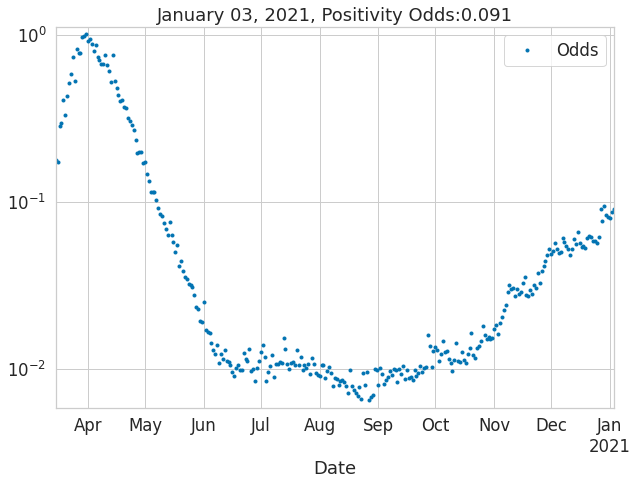 January 03, 2021, Positivity Odds:0.091
Odds
10⁰
10⁻¹
10⁻²
Apr May Jun Jul Aug Sep Oct Nov Dec Jan
2021
Date